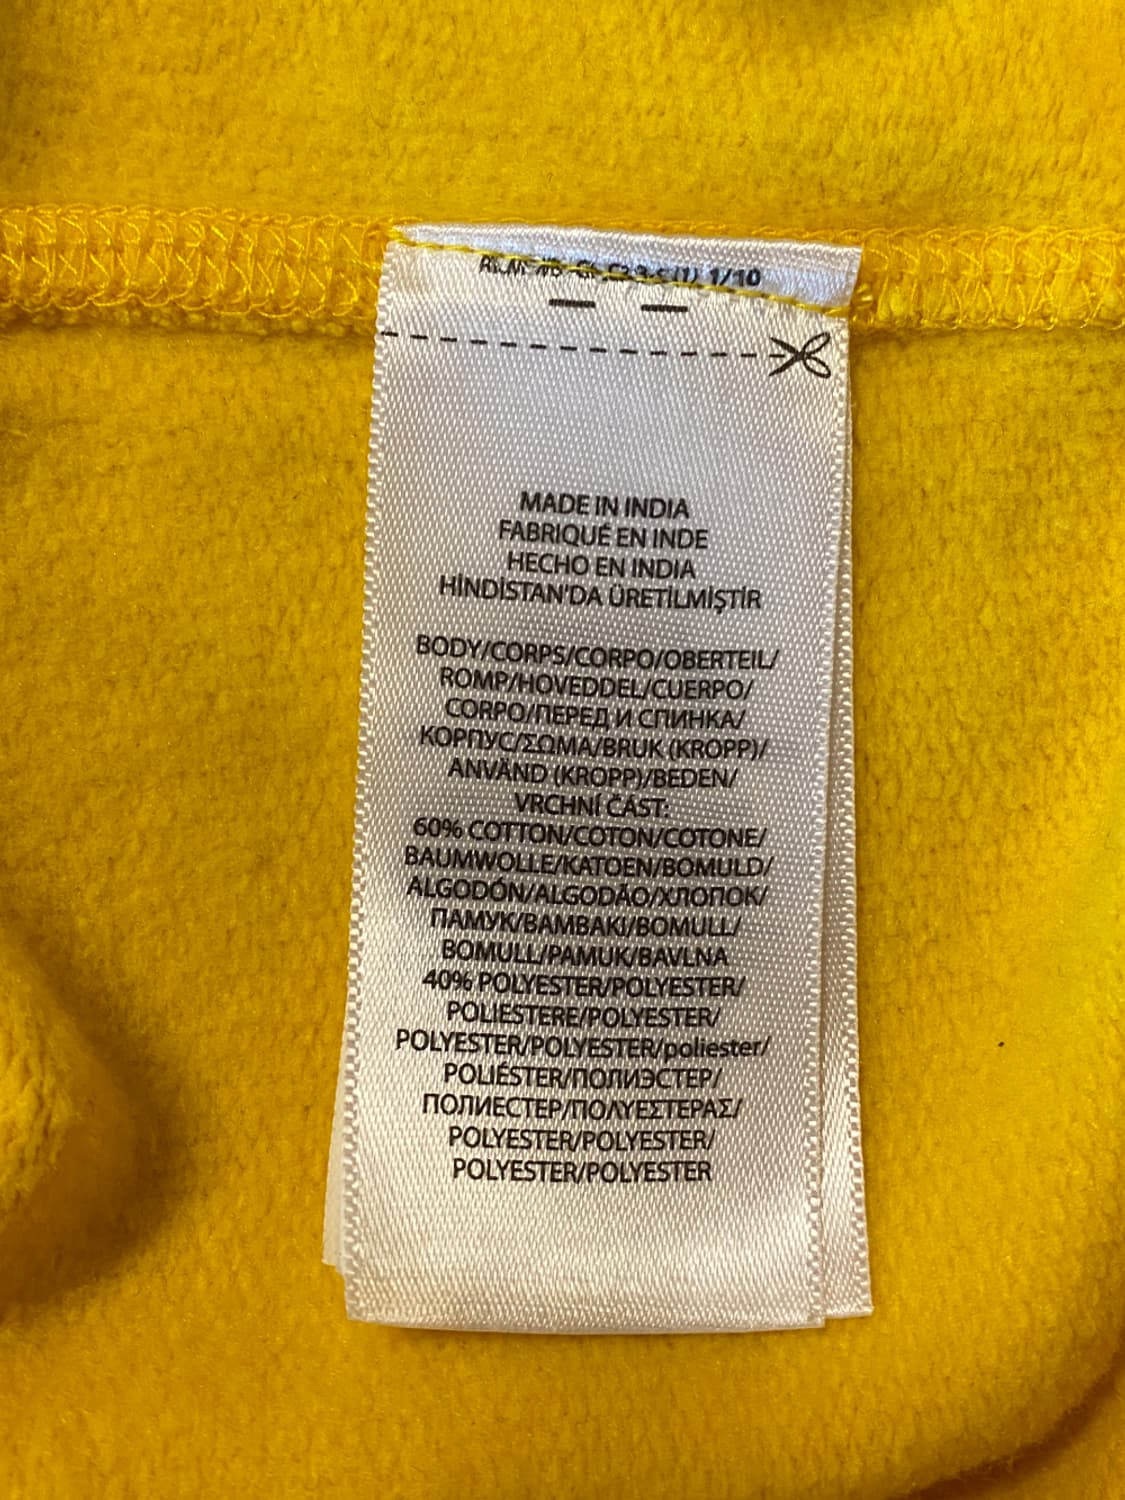 1/10
MADE IN INDIA
FABRIQUÉ EN INDE
HECHO EN INDIA
HİNDİSTAN'DA ÜRETİLMİŞTİR
BODY/CORPS/CORPO/OBERTEIL/
ROMP/HOVEDDEL/CUERPO/
CORPO/ПЕРЕД И СПИНКА/
КОРПУС/ΣΩΜΑ/BRUK (KROPP)/
ANVÄND (KROPP)/BEDEN/
VRCHNÍ ČÁST:
60% COTTON/COTON/COTONE/
BAUMWOLLE/KATOEN/BOMULD/
ALGODÓN/ALGODÃO/ХЛОПОК/
ПАМУК/ΒΑΜΒΑΚΙ/BOMULL/
BOMULL/PAMUK/BAVLNA
40% POLYESTER/POLYESTER/
POLIESTERE/POLYESTER/
POLYESTER/POLYESTER/poliester/
POLIÉSTER/ПОЛИЭСТЕР/
ПОЛИЕСТЕР/ΠΟΛΥΕΣΤΕΡΑΣ/
POLYESTER/POLYESTER/
POLYESTER/POLYESTER